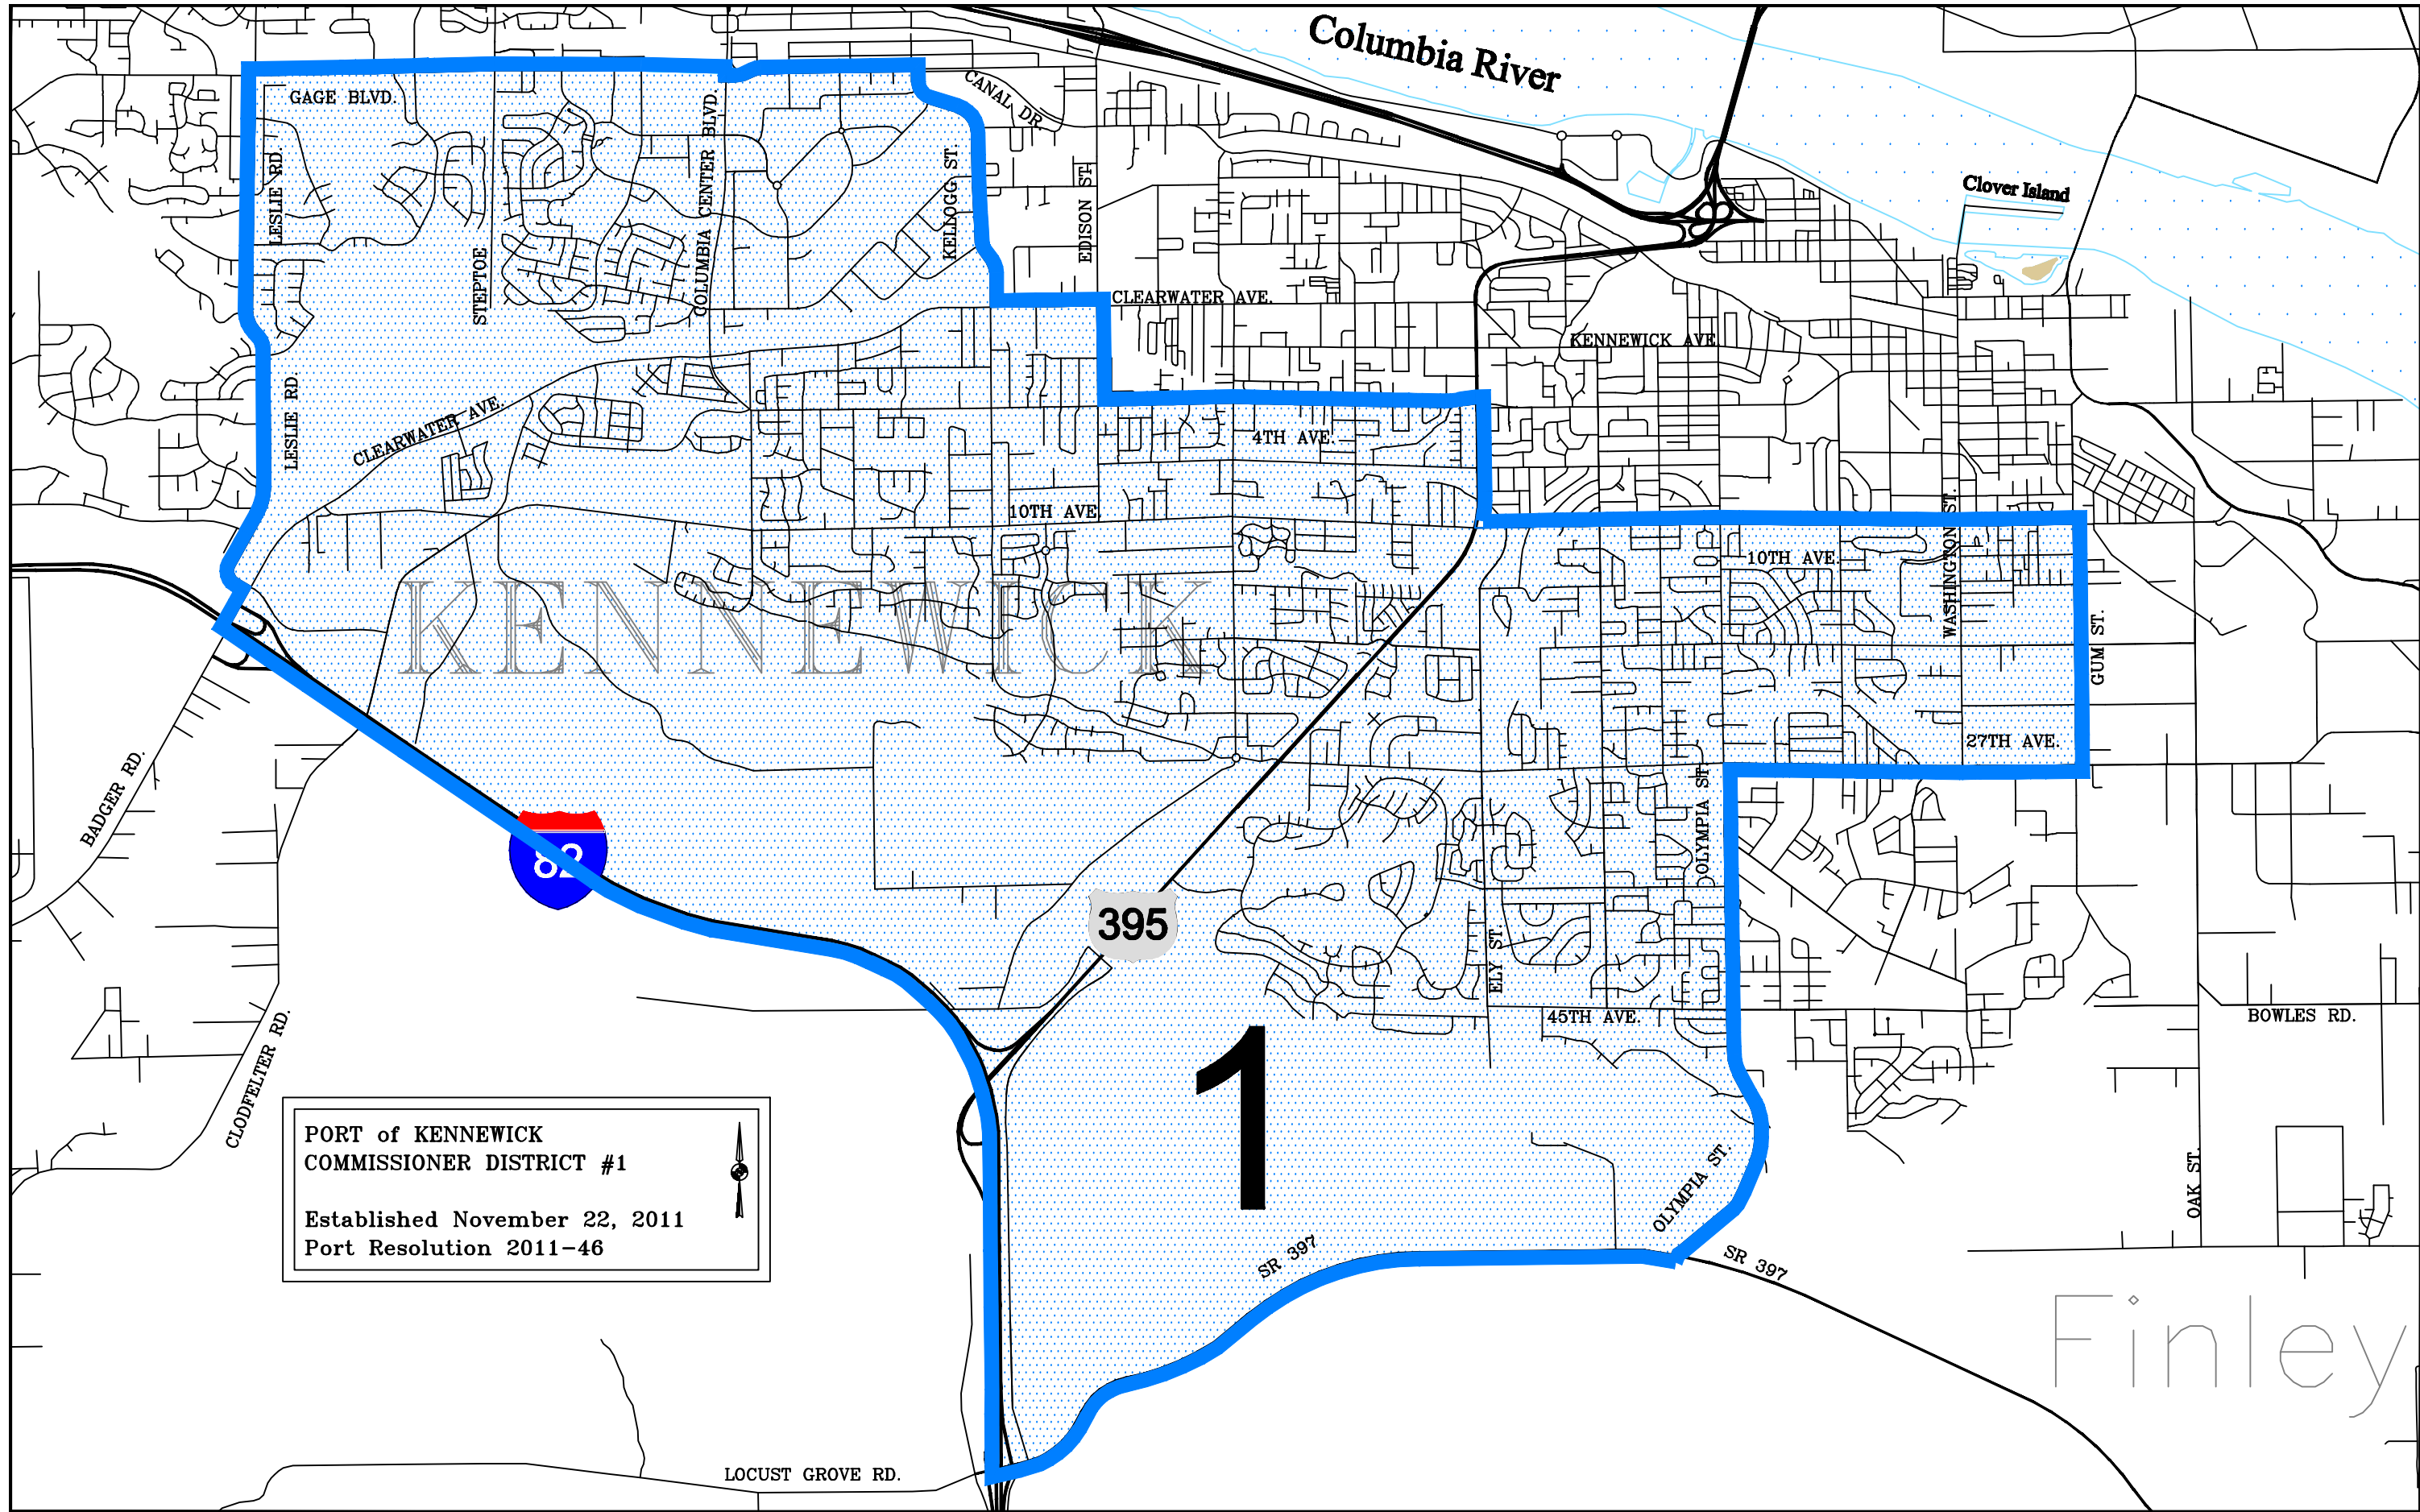 Columbia River
CANAL DR.
GAGE BLVD.
LESLIE RD.
STEPTOE
COLUMBIA CENTER BLVD.
KELLOGG ST.
EDISON ST.
Clover Island
CLEARWATER AVE.
KENNEWICK AVE.
LESLIE RD.
CLEARWATER AVE.
4TH AVE.
10TH AVE.
WASHINGTON ST.
10TH AVE.
KENNEWICK
GUM ST.
27TH AVE.
BADGER RD.
OLYMPIA ST.
82
395
ELY ST.
45TH AVE.
BOWLES RD.
CLODFELTER RD.
1
PORT of KENNEWICK
COMMISSIONER DISTRICT #1
Established November 22, 2011
Port Resolution 2011-46
OLYMPIA ST.
OAK ST.
SR 397
SR 397
Finley
LOCUST GROVE RD.